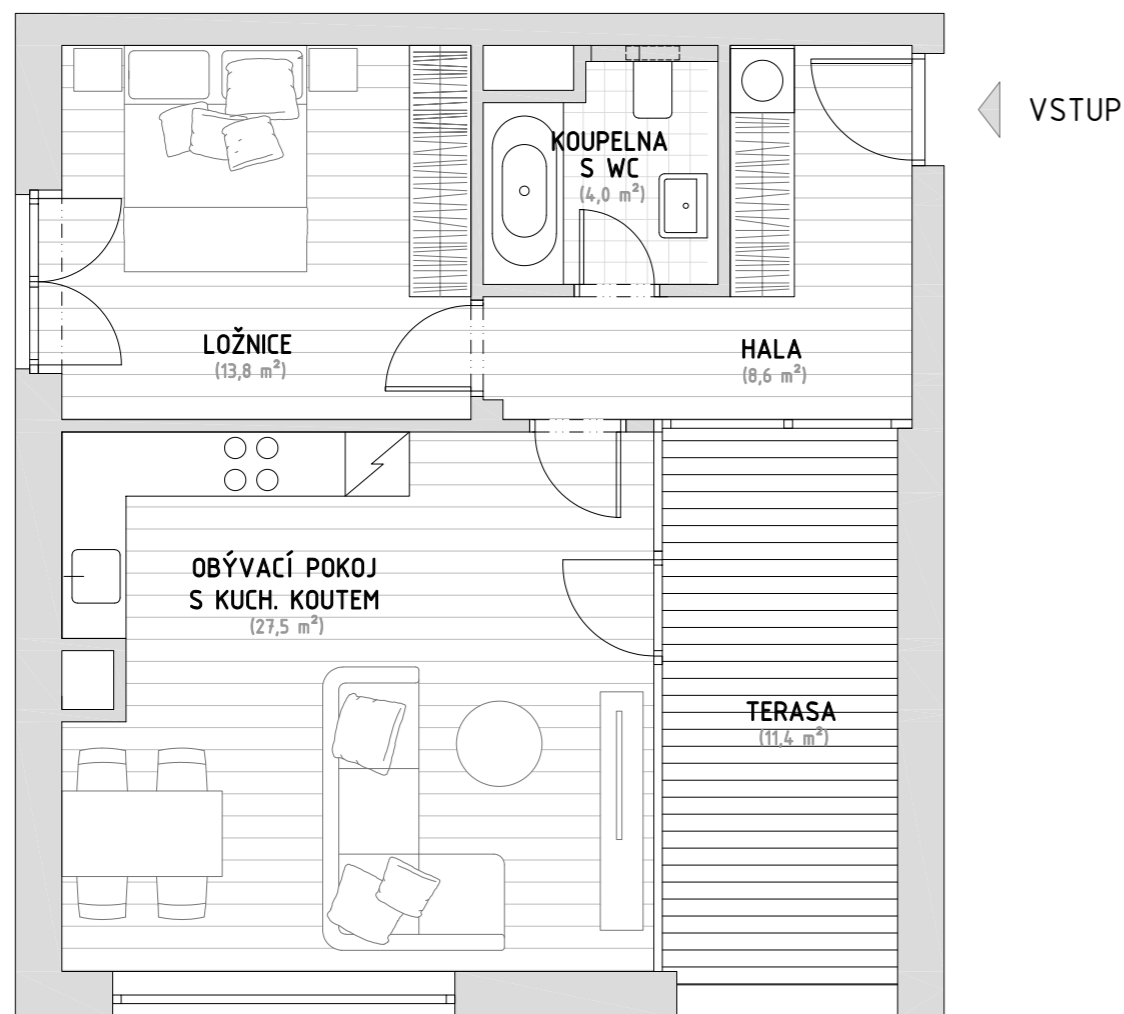 VSTUP
KOUPELNA
S WC
(4,0 m²)
LOŽNICE
(13,8 m²)
HALA
(8,6 m²)
OBÝVACÍ POKOJ
S KUCH. KOUTEM
(27,5 m²)
TERASA
(11,4 m²)